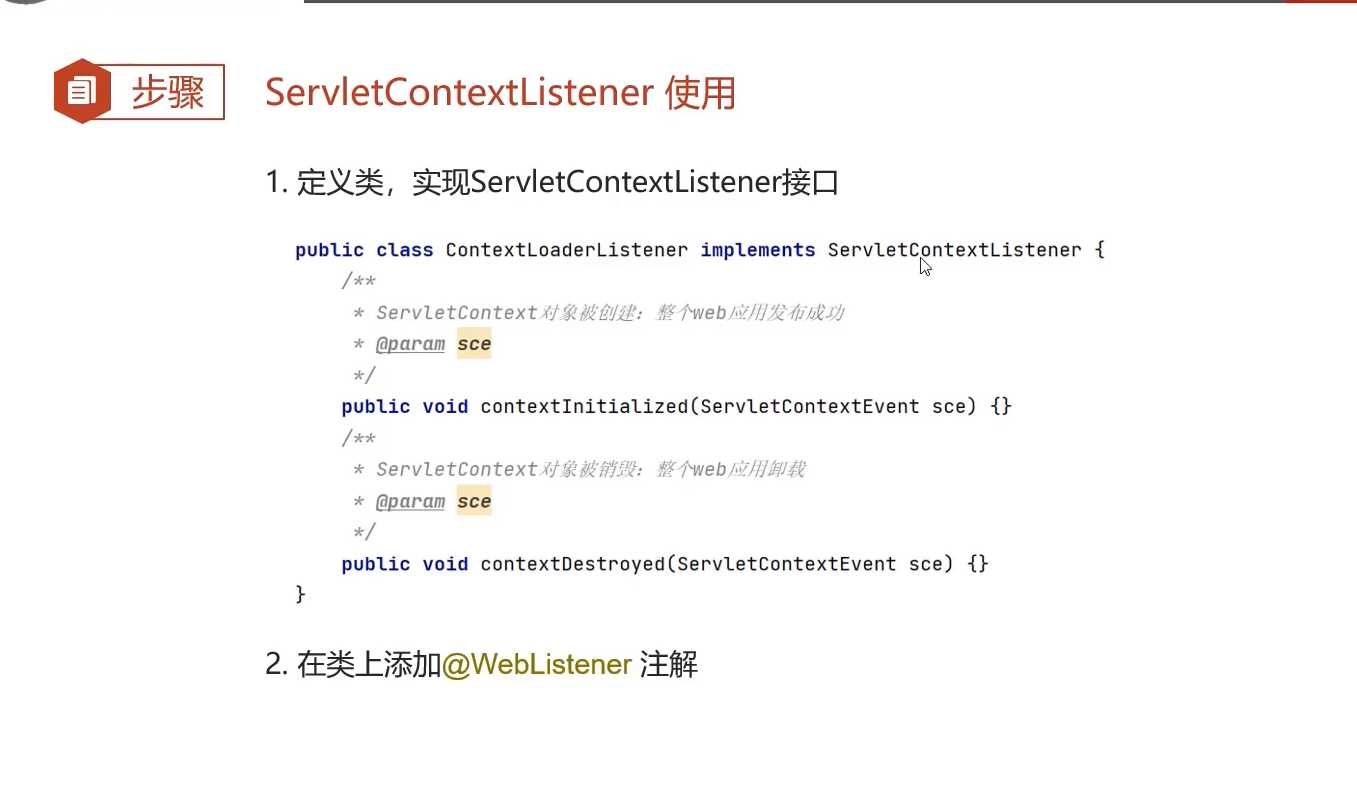 步骤
ServletContextListener 使用
1. 定义类，实现ServletContextListener接口
public class ContextLoaderListener implements ServletContextListener {
/**
* ServletContext对象被创建：整个web应用发布成功
* @param sce
*/
public void contextInitialized(ServletContextEvent sce) {}
/**
* ServletContext对象被销毁：整个web应用卸载
* @param sce
*/
public void contextDestroyed(ServletContextEvent sce) {}
}
2. 在类上添加@WebListener 注解